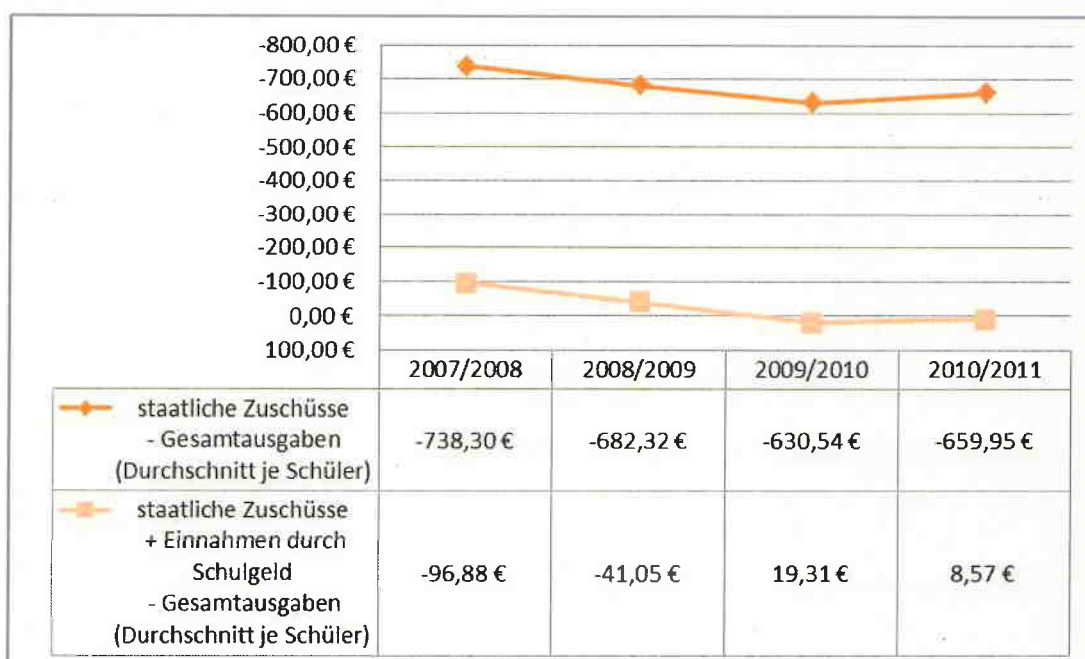 -800,00 €
-700,00 €
-600,00 €
-500,00 €
-400,00 €
-300,00 €
-200,00 €
-100,00 €
0,00 €
100,00 €
2007/2008 2008/2009 2009/2010 2010/2011
staatliche Zuschüsse
- Gesamtausgaben
(Durchschnitt je Schüler)
-738,30 € -682,32 € -630,54 € -659,95 €
staatliche Zuschüsse
+ Einnahmen durch
Schulgeld
- Gesamtausgaben
(Durchschnitt je Schüler)
-96,88 € -41,05 € 19,31 € 8,57 €